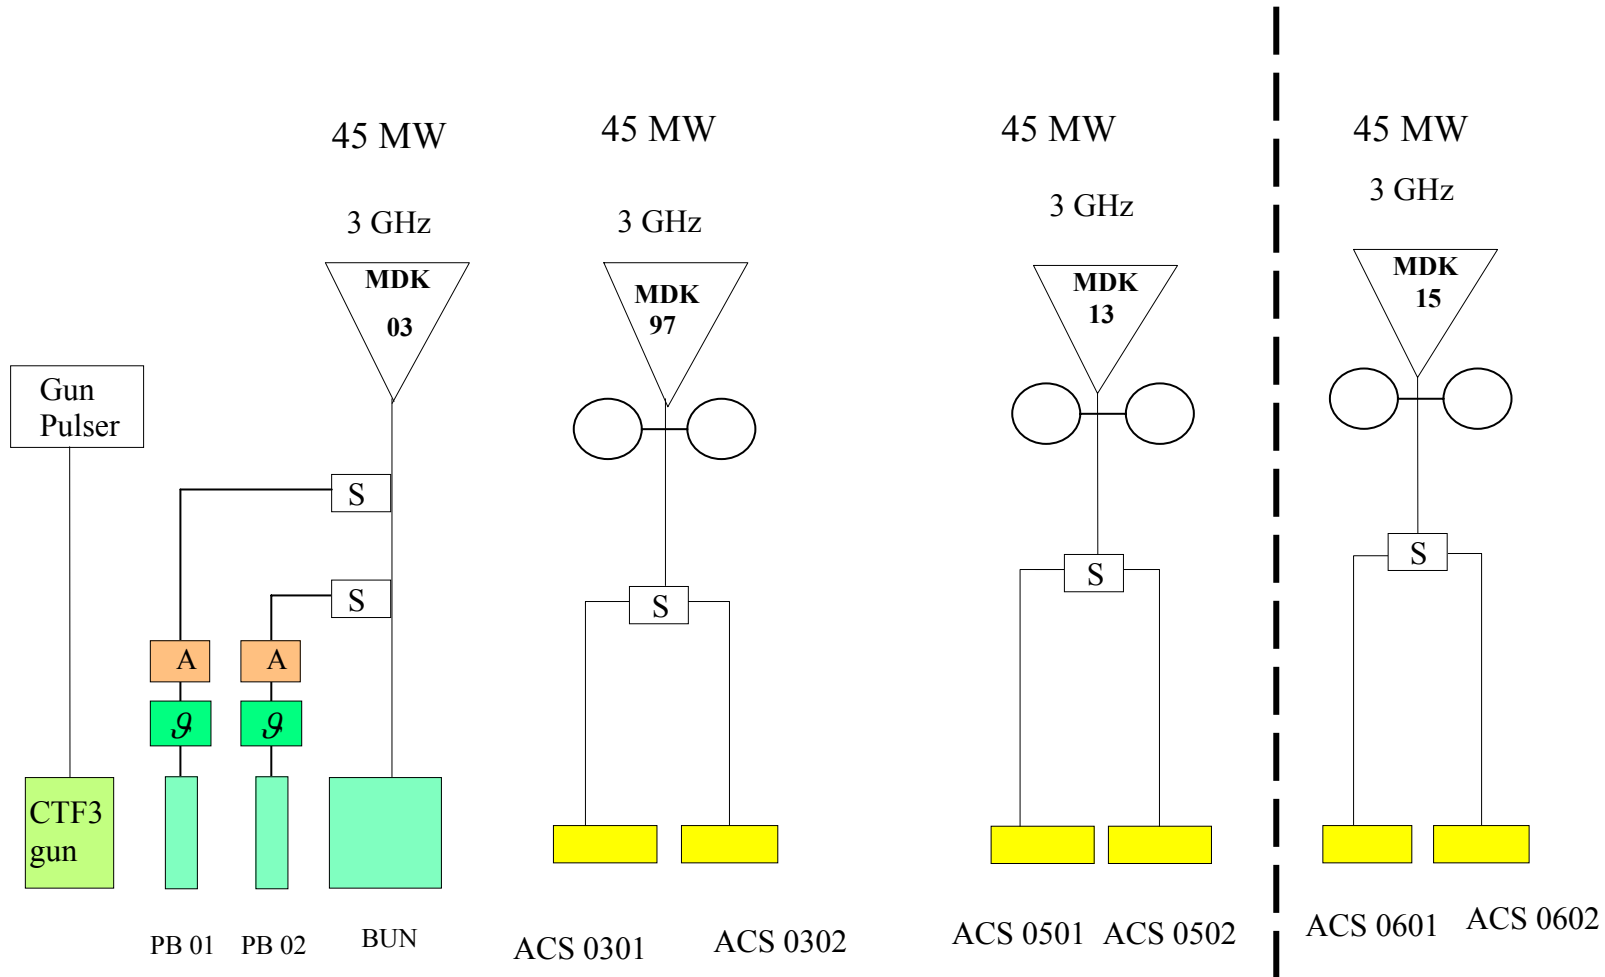 45 MW
45 MW
45 MW
45 MW
3 GHz
3 GHz
3 GHz
3 GHz
MDK
03
MDK
97
MDK
13
MDK
15
Gun
Pulser
S
S
S
S
S
A
A
ϑ
ϑ
CTF3
gun
PB 01
PB 02
BUN
ACS 0301
ACS 0302
ACS 0501
ACS 0502
ACS 0601
ACS 0602